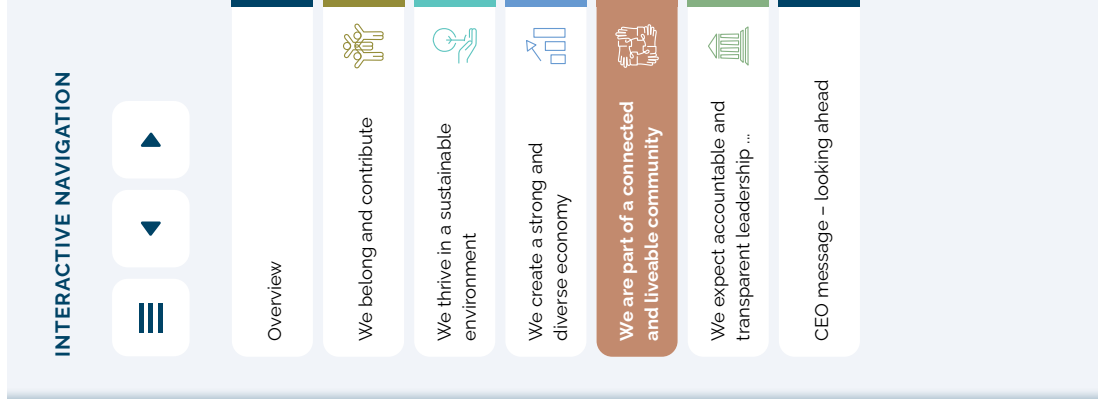 INTERACTIVE NAVIGATION
Overview
We belong and contribute
We thrive in a sustainable
environment
We create a strong and
diverse economy
We are part of a connected
and liveable community
We expect accountable and
transparent leadership ...
CEO message – looking ahead